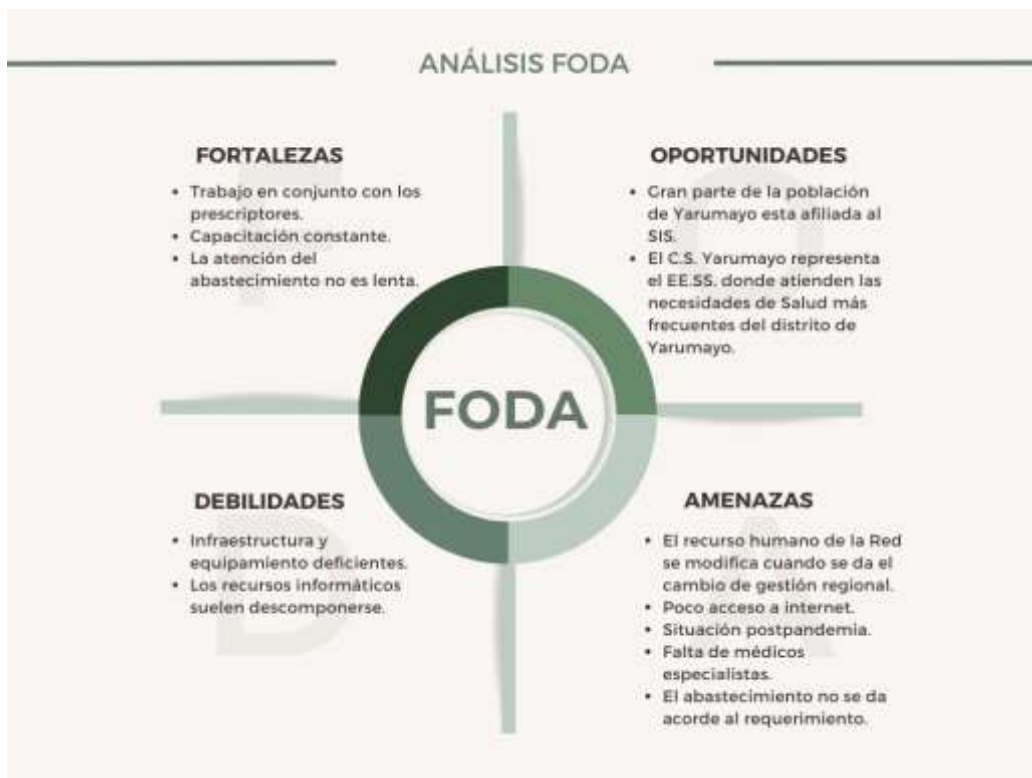 ANÁLISIS FODA
FORTALEZAS
• Trabajo en conjunto con los
prescriptores.
• Capacitación constante.
• La atención del
abastecimiento no es lenta.
OPORTUNIDADES
• Gran parte de la población
de Yarumayo esta afiliada al
SIS.
• El C.S. Yarumayo representa
el EE.SS. donde atienden las
necesidades de Salud más
frecuentes del distrito de
Yarumayo.
FODA
DEBILIDADES
• Infraestructura y
equipamiento deficientes.
• Los recursos informáticos
suelen descomponerse.
AMENAZAS
• El recurso humano de la Red
se modifica cuando se da el
cambio de gestión regional.
• Poco acceso a internet.
• Situación postpandemia.
• Falta de médicos
especialistas.
• El abastecimiento no se da
acorde al requerimiento.